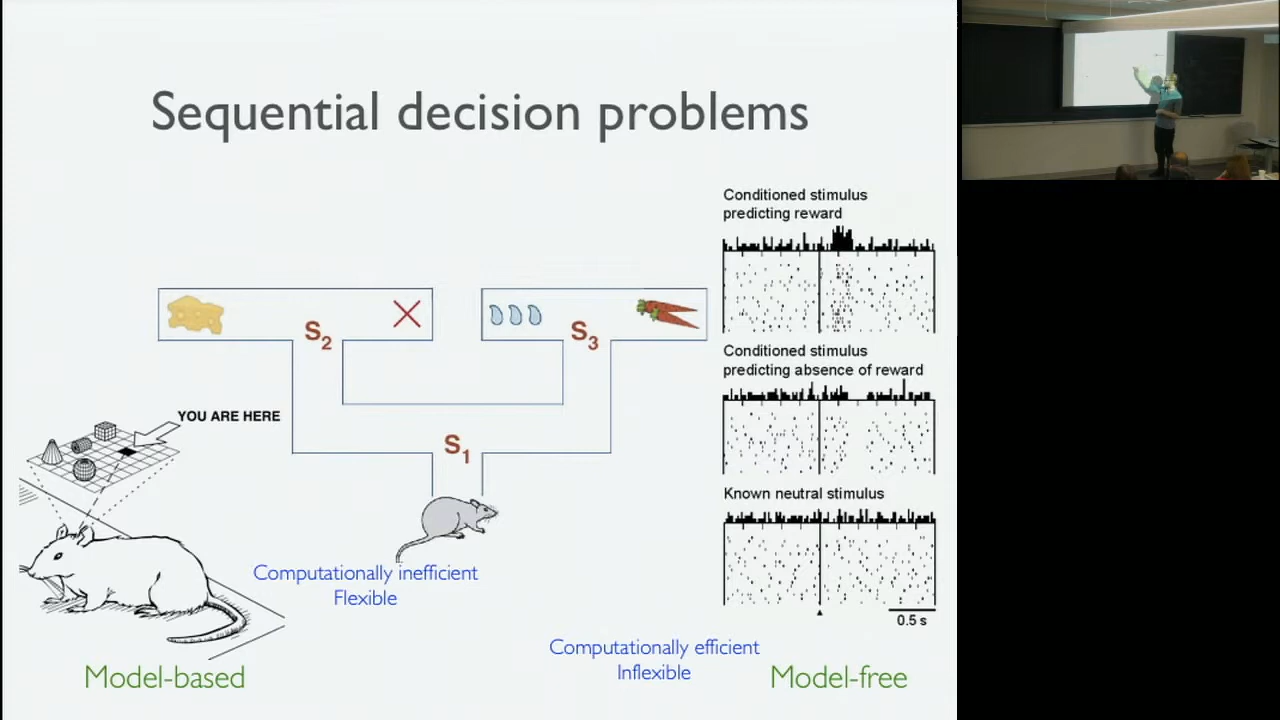 Sequential decision problems
Conditioned stimulus
predicting reward
S2
S3
Conditioned stimulus
predicting absence of reward
YOU ARE HERE
S1
Known neutral stimulus
0.5 s
Computationally inefficient
Flexible
Computationally efficient
Inflexible
Model-based
Model-free